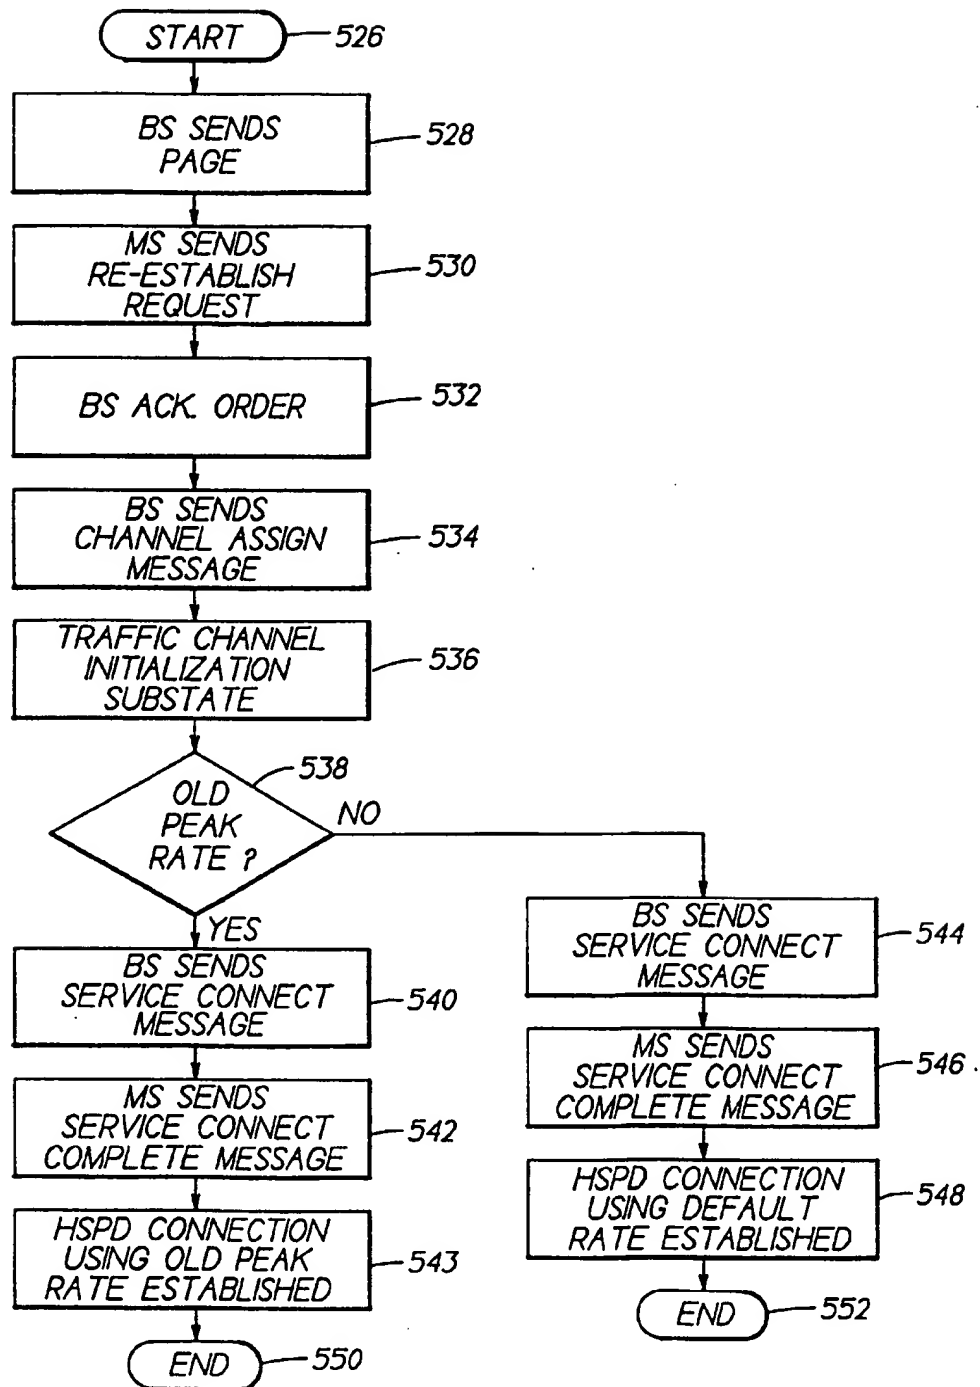 START
526
BS SENDS
PAGE
528
MS SENDS
RE-ESTABLISH
REQUEST
530
BS ACK. ORDER
532
BS SENDS
CHANNEL ASSIGN
MESSAGE
534
TRAFFIC CHANNEL
INITIALIZATION
SUBSTATE
536
OLD
PEAK
RATE ?
538
NO
YES
BS SENDS
SERVICE CONNECT
MESSAGE
540
MS SENDS
SERVICE CONNECT
COMPLETE MESSAGE
542
HSPD CONNECTION
USING OLD PEAK
RATE ESTABLISHED
543
END
550
BS SENDS
SERVICE CONNECT
MESSAGE
544
MS SENDS
SERVICE CONNECT
COMPLETE MESSAGE
546
HSPD CONNECTION
USING DEFAULT
RATE ESTABLISHED
548
END
552